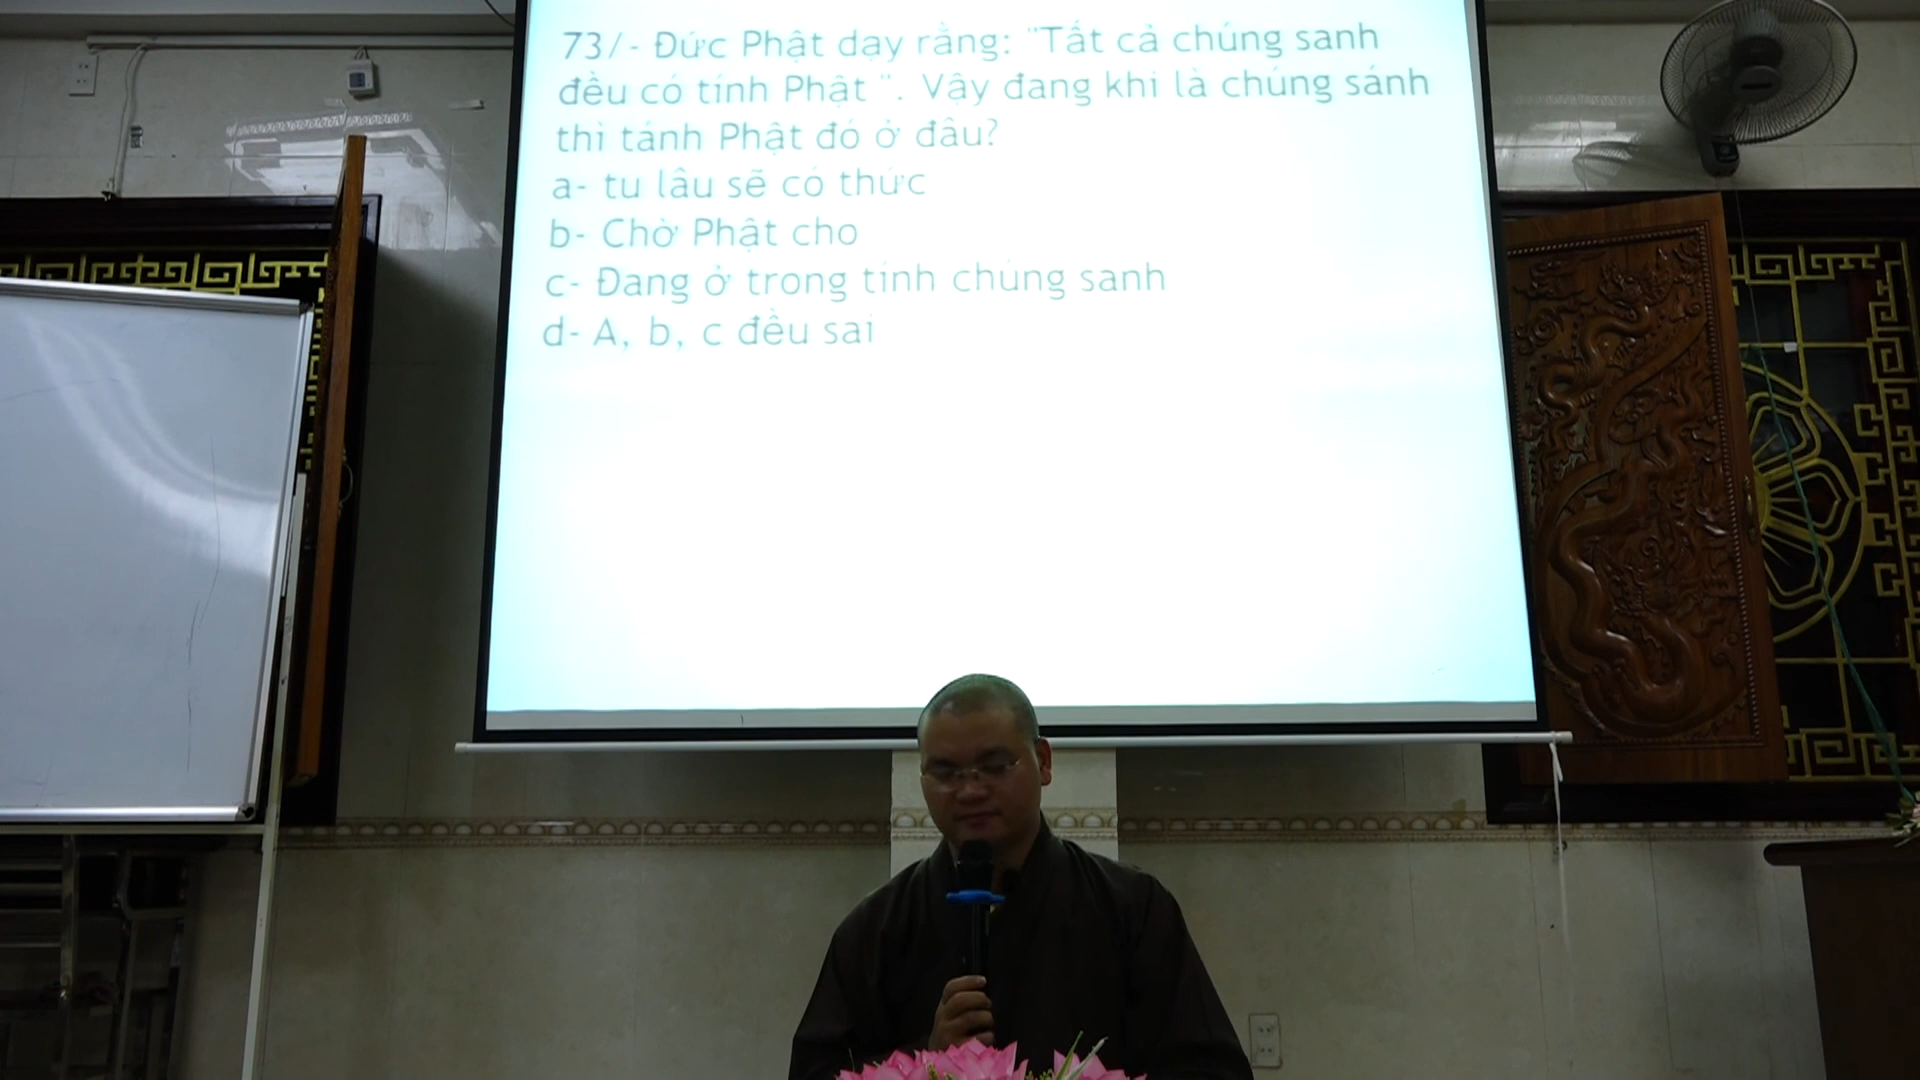 73/- Đức Phật dạy rằng: "Tất cả chúng sanh
đều có tính Phật ". Vậy đang khi là chúng sánh
thì tánh Phật đó ở đâu?
a- tu lâu sẽ có thức
b- Chờ Phật cho
c- Đang ở trong tính chúng sanh
d- A, b, c đều sai